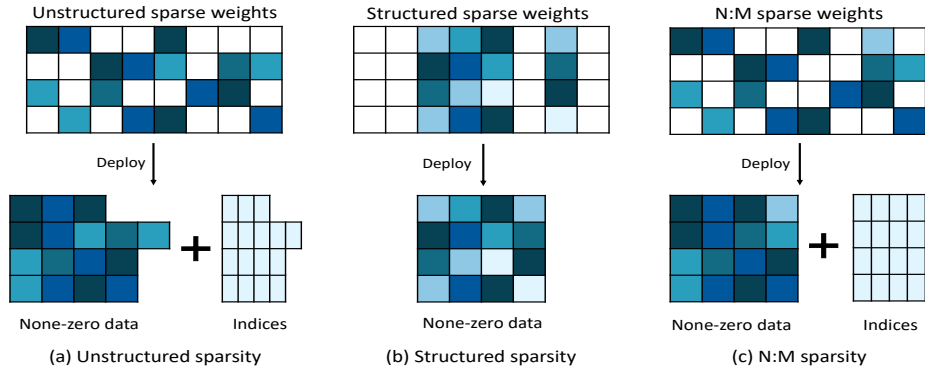 Unstructured sparse weights
Structured sparse weights
N:M sparse weights
Deploy
Deploy
Deploy
+
+
None-zero data
Indices
None-zero data
None-zero data
Indices
(a) Unstructured sparsity
(b) Structured sparsity
(c) N:M sparsity